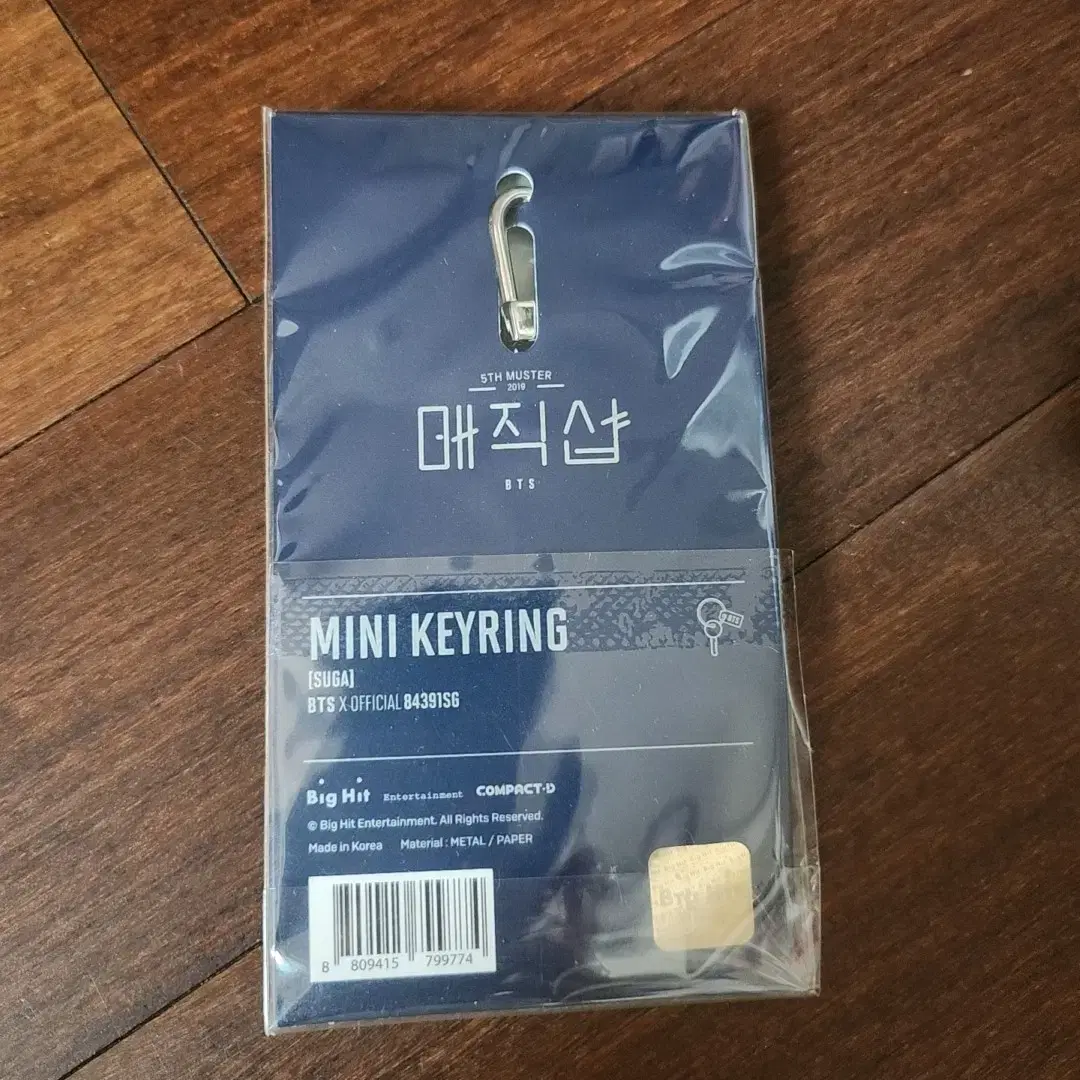 5TH MUSTER
2019
매직샵
BTS
MINI KEYRING
[SUGA]
BTS X OFFICIAL 84391SG
BTS
Big Hit Entertainment COMPACT·D
© Big Hit Entertainment. All Rights Reserved.
Made in Korea Material : METAL / PAPER
8 809415 799774